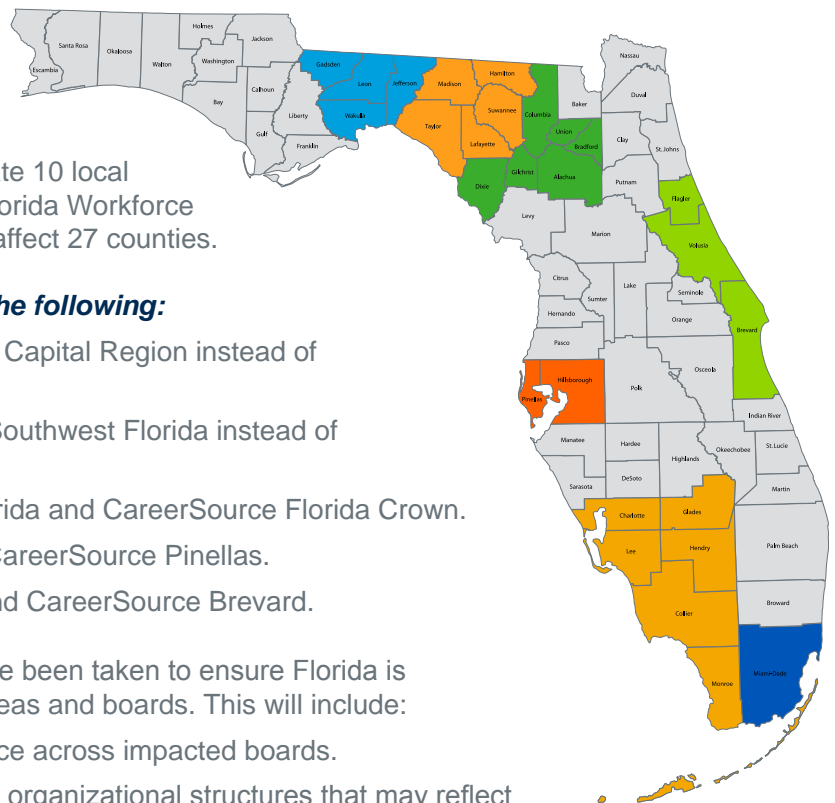 Holmes
Jackson
Santa Rosa
Okaloosa
Walton
Washington
Escambia
Bay
Calhoun
Gulf
Liberty
Franklin
Gadsden
Leon
Jefferson
Wakulla
Madison
Hamilton
Taylor
Suwannee
Lafayette
Columbia
Baker
Nassau
Duval
Union
Bradford
Clay
St. Johns
Dixie
Gilchrist
Alachua
Putnam
Flagler
Levy
Marion
Volusia
Citrus
Sumter
Lake
Seminole
Hernando
Orange
Brevard
Pasco
Osceola
Pinellas
Hillsborough
Polk
Indian River
Manatee
Hardee
Highlands
Okeechobee
St. Lucie
Sarasota
DeSoto
Martin
Charlotte
Glades
Lee
Hendry
Palm Beach
Collier
Broward
Monroe
Miami-Dade
ate 10 local
orida Workforce
affect 27 counties.
he following:
Capital Region instead of
Southwest Florida instead of
rida and CareerSource Florida Crown.
CareerSource Pinellas.
nd CareerSource Brevard.
e been taken to ensure Florida is
eas and boards. This will include:
ce across impacted boards.
organizational structures that may reflect